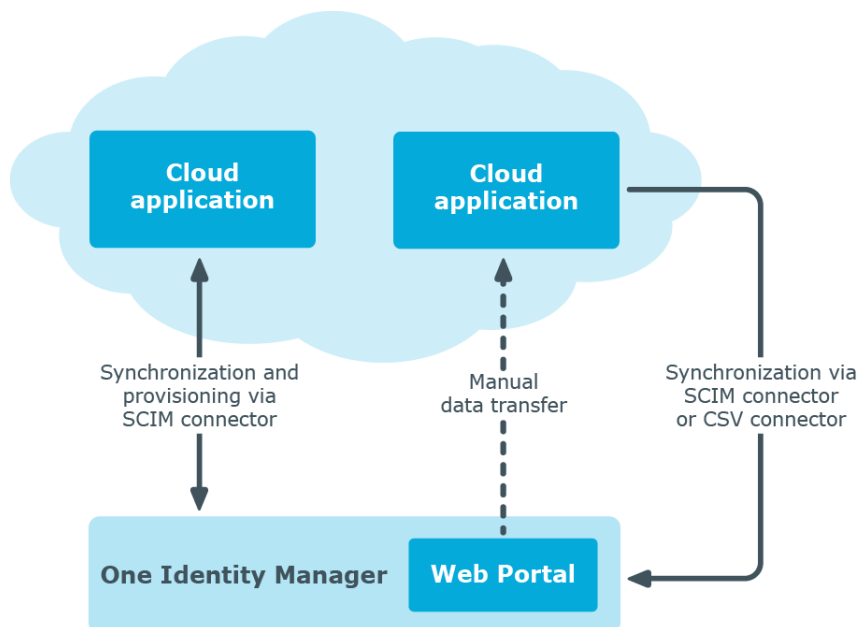 Cloud
application
Cloud
application
Synchronization and
provisioning via
SCIM connector
Manual
data transfer
Synchronization via
SCIM connector
or CSV connector
One Identity Manager
Web Portal